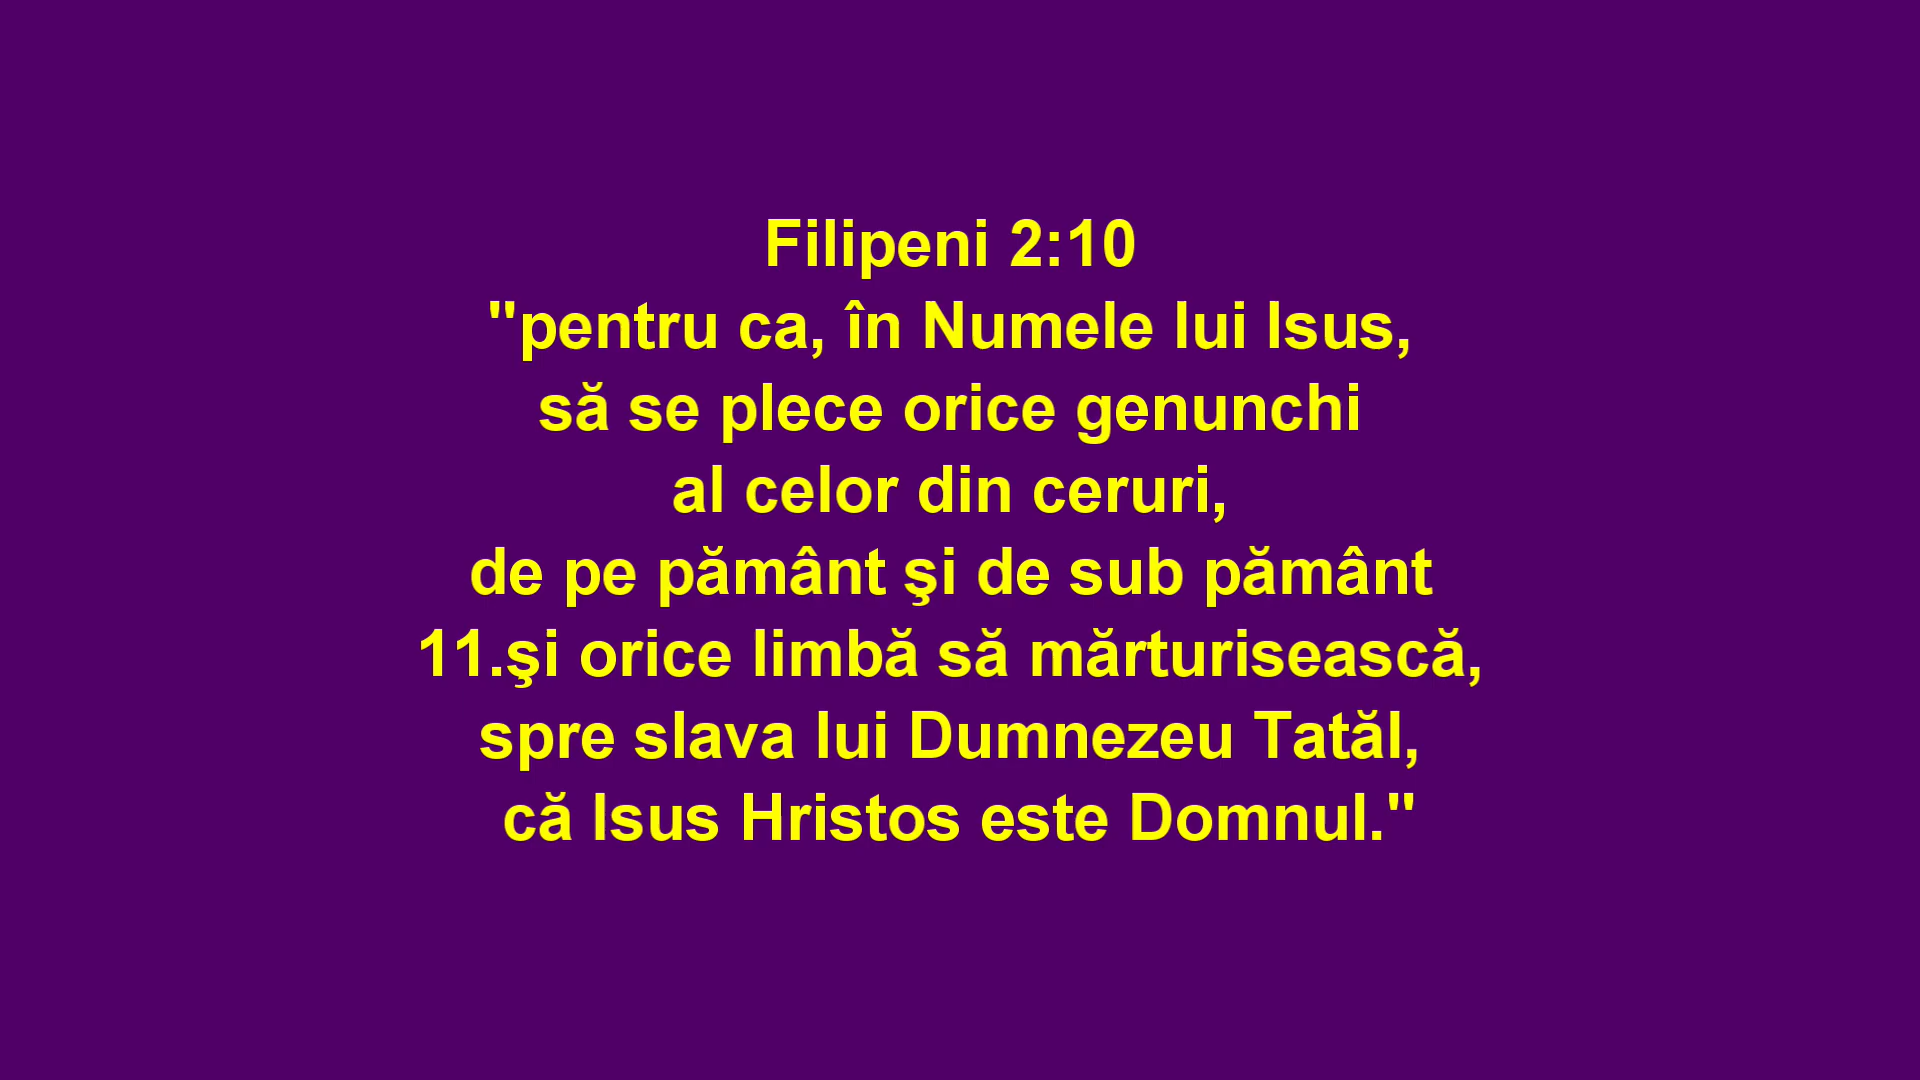 Filipeni 2:10
"pentru ca, în Numele lui Isus,
să se plece orice genunchi
al celor din ceruri,
de pe pământ şi de sub pământ
11.şi orice limbă să mărturisească,
spre slava lui Dumnezeu Tatăl,
că Isus Hristos este Domnul."